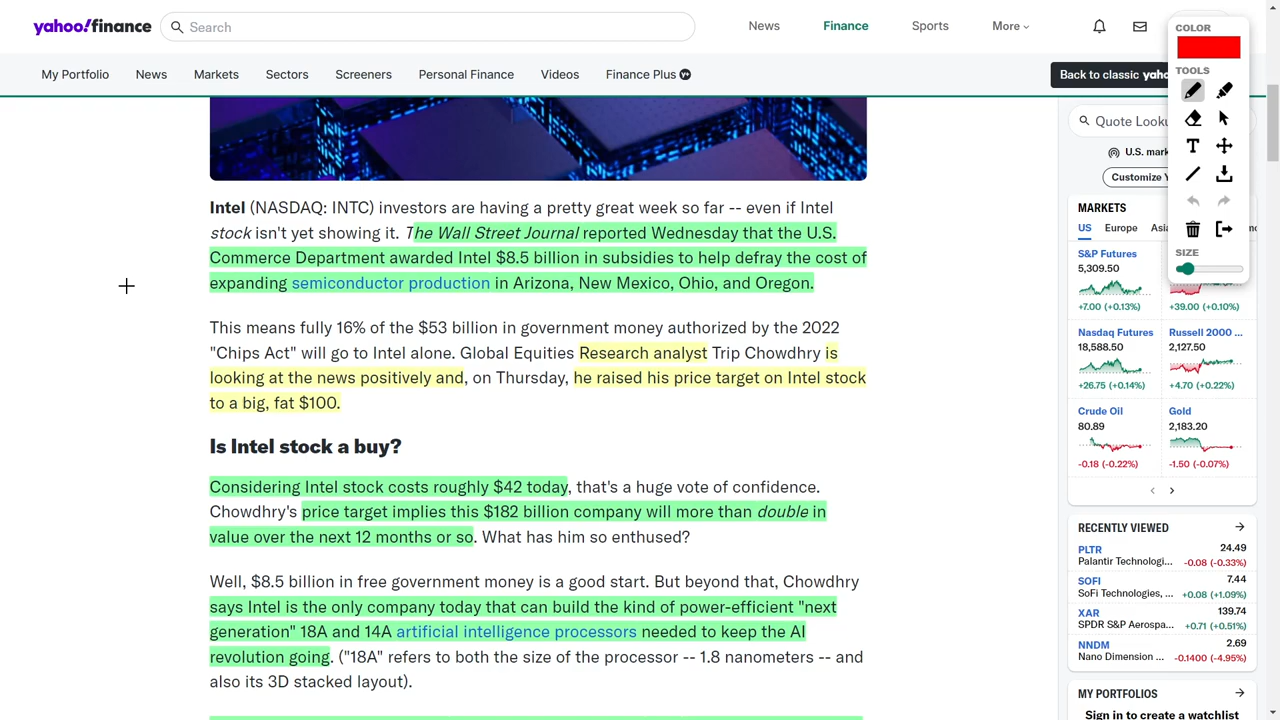 yahoo!finance
Search
News
Finance
Sports
More
My Portfolio
News
Markets
Sectors
Screeners
Personal Finance
Videos
Finance Plus
Back to classic
COLOR
TOOLS
SIZE
Intel (NASDAQ: INTC) investors are having a pretty great week so far -- even if Intel
stock isn't yet showing it. The Wall Street Journal reported Wednesday that the U.S.
Commerce Department awarded Intel $8.5 billion in subsidies to help defray the cost of
expanding semiconductor production in Arizona, New Mexico, Ohio, and Oregon.
This means fully 16% of the $53 billion in government money authorized by the 2022
"Chips Act" will go to Intel alone. Global Equities Research analyst Trip Chowdhry is
looking at the news positively and, on Thursday, he raised his price target on Intel stock
to a big, fat $100.
Is Intel stock a buy?
Considering Intel stock costs roughly $42 today, that's a huge vote of confidence.
Chowdhry's price target implies this $182 billion company will more than double in
value over the next 12 months or so. What has him so enthused?
Well, $8.5 billion in free government money is a good start. But beyond that, Chowdhry
says Intel is the only company today that can build the kind of power-efficient "next
generation" 18A and 14A artificial intelligence processors needed to keep the AI
revolution going. ("18A" refers to both the size of the processor -- 1.8 nanometers -- and
also its 3D stacked layout).
Quote
U.S.
Customize
MARKETS
US
Europe
S&P Futures
5,309.50
+7.00 (+0.13%)
+39.00 (+0.10%)
Nasdaq Futures
18,588.50
+26.75 (+0.14%)
Russell 2000 ...
2,127.50
+4.70 (+0.22%)
Crude Oil
80.89
-0.18 (-0.22%)
Gold
2,183.20
-1.50 (-0.07%)
RECENTLY VIEWED
PLTR 24.49
Palantir Technologi... -0.08 (-0.33%)
SOFI 7.44
SoFi Technologies, ... +0.08 (+1.09%)
XAR 139.74
SPDR S&P Aerospa... +0.71 (+0.51%)
NNDM 2.69
Nano Dimension ... -0.1400 (-4.95%)
MY PORTFOLIOS
Sign in to create a watchlist